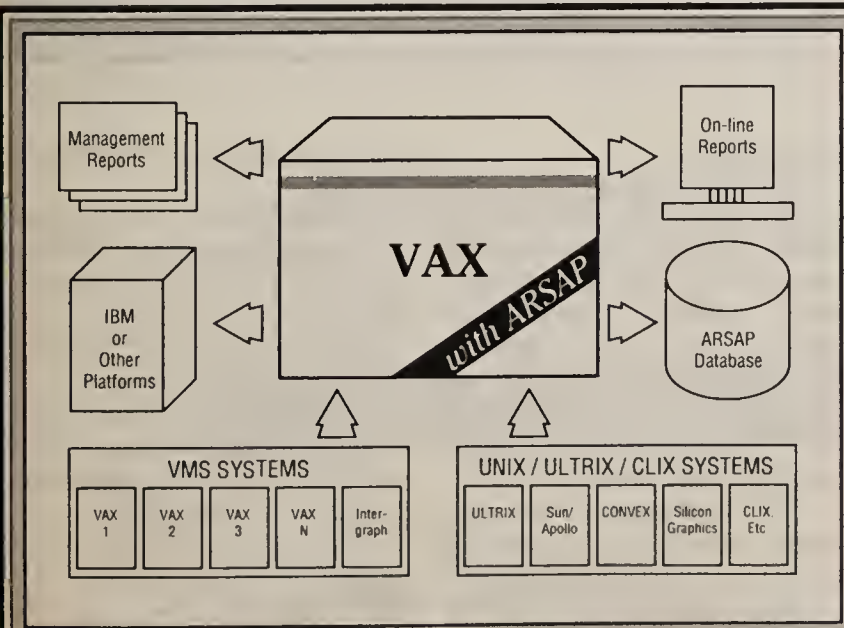 Management
Reports
On-line
Reports
VAX
with ARSAP
IBM
or
Other
Platforms
ARSAP
Database
VMS SYSTEMS
VAX
1
VAX
2
VAX
3
VAX
N
Inter-
graph
UNIX / ULTRIX / CLIX SYSTEMS
ULTRIX
Sun/
Apollo
CONVEX
Silicon
Graphics
CLIX,
Etc